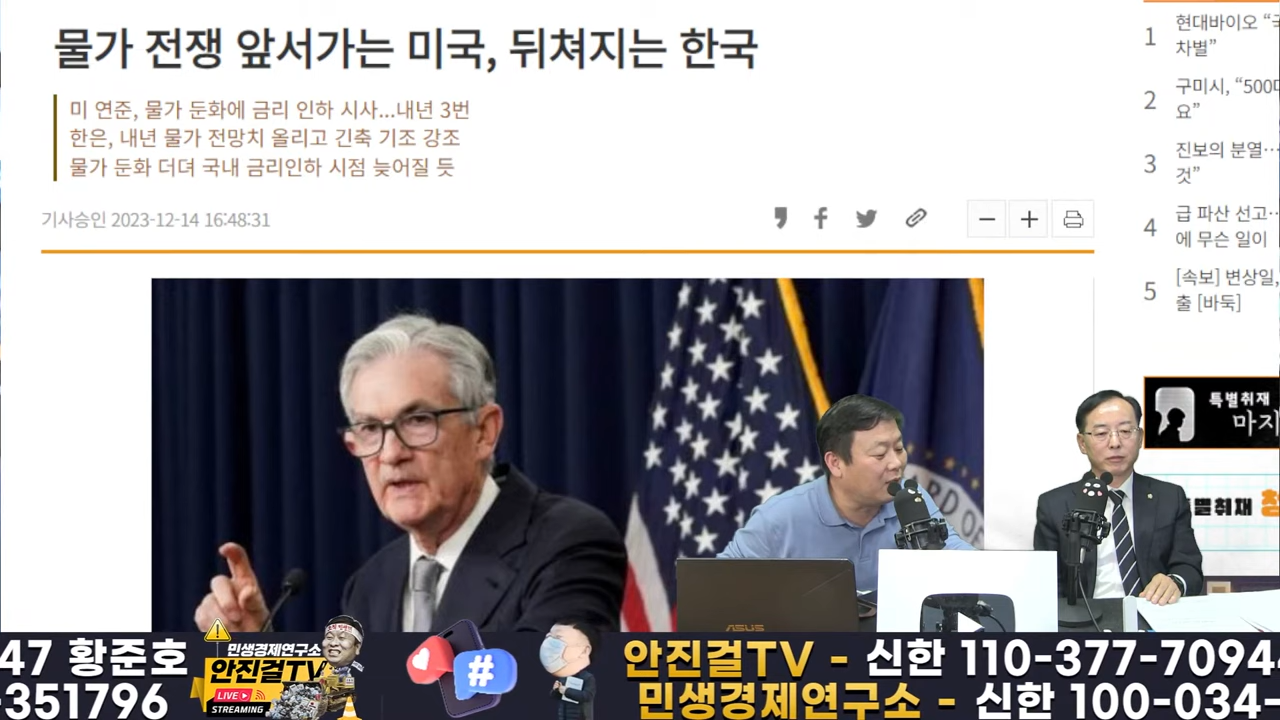 물가 전쟁 앞서가는 미국, 뒤쳐지는 한국
미 연준, 물가 둔화에 금리 인하 시사...내년 3번
한은, 내년 물가 전망치 올리고 긴축 기조 강조
물가 둔화 더뎌 국내 금리인하 시점 늦어질 듯
기사승인 2023-12-14 16:48:31
1 현대바이오 “
차별”
2 구미시, “500
요”
3 진보의 분열…
것”
4 급 파산 선고…
에 무슨 일이
5 [속보] 변상일,
출 [바둑]
특별취재
마지
취재
ARD OF
ASUS
47 황준호
-351796
민생경제연구소
안진걸TV
LIVE
STREAMING
#
안진걸TV - 신한 110-377-7094
민생경제연구소 - 신한 100-034-